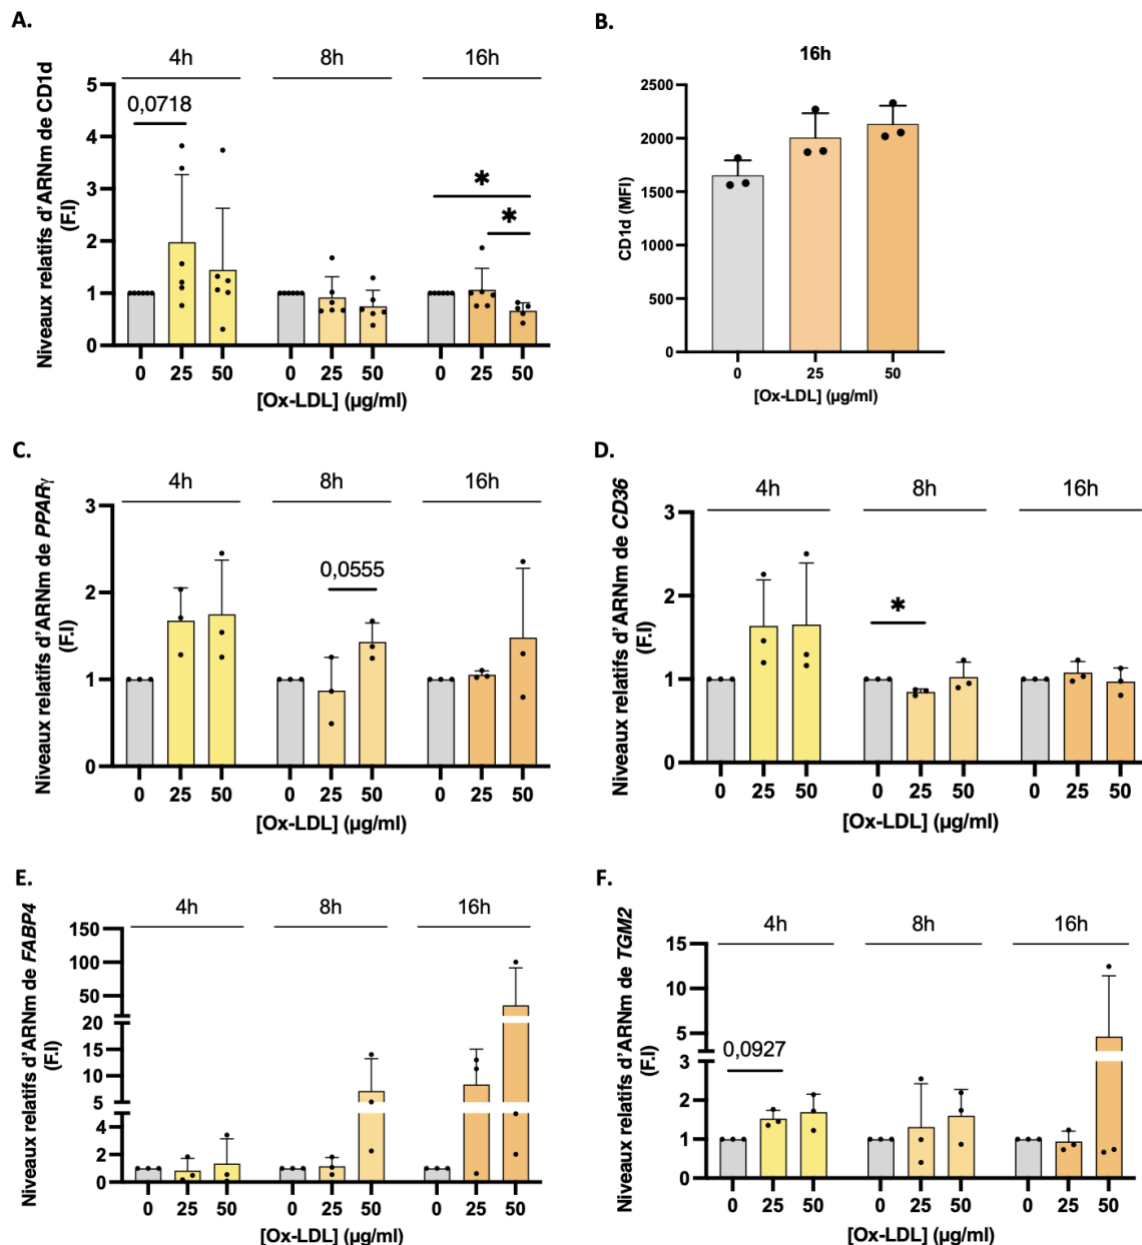 A.
4h 8h 16h
Niveaux relatifs d'ARNm de CD1d
(F.I)
5
4
3
2
1
0
0,0718
* *
0 25 50 0 25 50 0 25 50
[Ox-LDL] (µg/ml)
B.
16h
CD1d (MFI)
2500
2000
1500
1000
500
0
0 25 50
[Ox-LDL] (µg/ml)
C.
4h 8h 16h
Niveaux relatifs d'ARNm de PPARγ
(F.I)
3
2
1
0
0,0555
0 25 50 0 25 50 0 25 50
[Ox-LDL] (µg/ml)
D.
4h 8h 16h
Niveaux relatifs d'ARNm de CD36
(F.I)
3
2
1
0
*
0 25 50 0 25 50 0 25 50
[Ox-LDL] (µg/ml)
E.
4h 8h 16h
Niveaux relatifs d'ARNm de FABP4
(F.I)
150
100
50
20
15
10
5
4
2
0
0 25 50 0 25 50 0 25 50
[Ox-LDL] (µg/ml)
F.
4h 8h 16h
Niveaux relatifs d'ARNm de TGM2
(F.I)
15
10
5
3
2
1
0
0,0927
0 25 50 0 25 50 0 25 50
[Ox-LDL] (µg/ml)